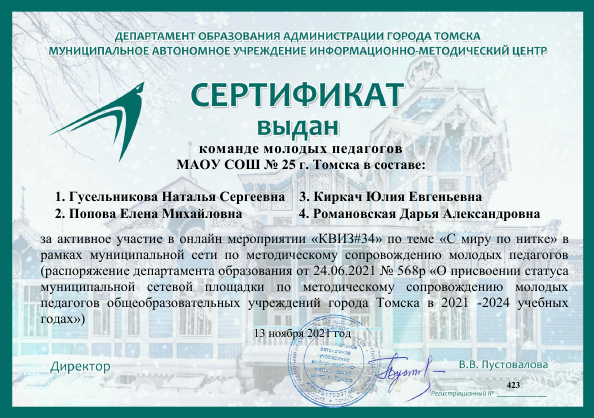 ДЕПАРТАМЕНТ ОБРАЗОВАНИЯ АДМИНИСТРАЦИИ ГОРОДА ТОМСКА
МУНИЦИПАЛЬНОЕ АВТОНОМНОЕ УЧРЕЖДЕНИЕ ИНФОРМАЦИОННО-МЕТОДИЧЕСКИЙ ЦЕНТР
СЕРТИФИКАТ
выдан
команде молодых педагогов
МАОУ СОШ № 25 г. Томска в составе:
1. Гусельникова Наталья Сергеевна 3. Киркач Юлия Евгеньевна
2. Попова Елена Михайловна 4. Романовская Дарья Александровна
за активное участие в онлайн мероприятии «КВИЗ#34» по теме «С миру по нитке» в
рамках муниципальной сети по методическому сопровождению молодых педагогов
(распоряжение департамента образования от 24.06.2021 № 568р «О присвоении статуса
муниципальной сетевой площадки по методическому сопровождению молодых
педагогов общеобразовательных учреждений города Томска в 2021 -2024 учебных
годах»)
13 ноября 2021 год
Директор В.В. Пустовалова
423
Регистрационный №